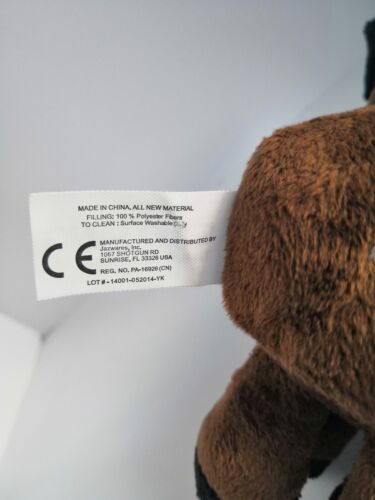 MADE IN CHINA, ALL NEW MATERIAL
FILLING: 100 % Polyester Fibers
TO CLEAN : Surface Washable Only
CE
MANUFACTURED AND DISTRIBUTED BY
Jazwares, Inc.
1067 SHOTGUN RD
SUNRISE, FL 33326 USA
REG. NO. PA-16926 (CN)
LOT # -14001-052014-YK